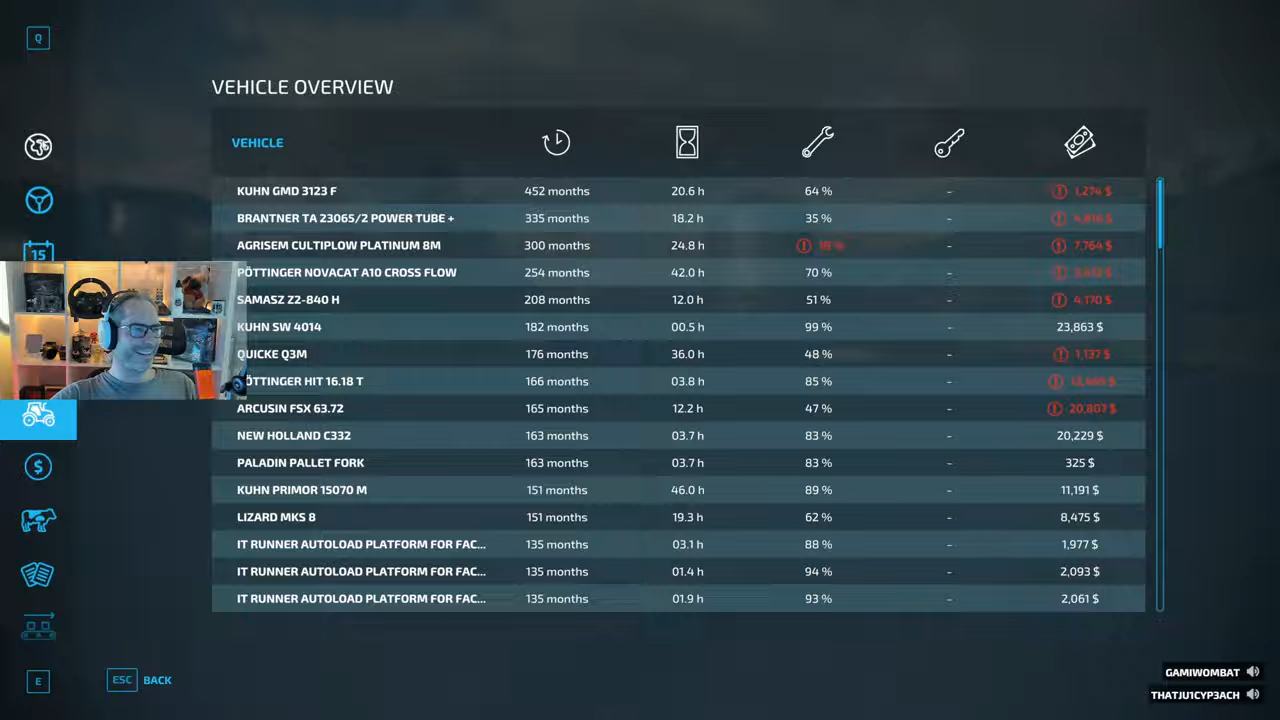 Q
VEHICLE OVERVIEW
VEHICLE
KUHN GMD 3123 F 452 months 20.6 h 64 % - 1,274 $
BRANTNER TA 23065/2 POWER TUBE + 335 months 18.2 h 35 % - 4,816 $
AGRISEM CULTIPLOW PLATINUM 8M 300 months 24.8 h - 7,764 $
PÖTTINGER NOVACAT A10 CROSS FLOW 254 months 42.0 h 70 % -
SAMASZ Z2-840 H 208 months 12.0 h 51 % - 4,170 $
KUHN SW 4014 182 months 00.5 h 99 % - 23,863 $
QUICKE Q3M 176 months 36.0 h 48 % - 1,137 $
ÖTTINGER HIT 16.18 T 166 months 03.8 h 85 % -
ARCUSIN FSX 63.72 165 months 12.2 h 47 % - 20,807 $
NEW HOLLAND C332 163 months 03.7 h 83 % - 20,229 $
PALADIN PALLET FORK 163 months 03.7 h 83 % - 325 $
KUHN PRIMOR 15070 M 151 months 46.0 h 89 % - 11,191 $
LIZARD MKS 8 151 months 19.3 h 62 % - 8,475 $
IT RUNNER AUTOLOAD PLATFORM FOR FAC... 135 months 03.1 h 88 % - 1,977 $
IT RUNNER AUTOLOAD PLATFORM FOR FAC... 135 months 01.4 h 94 % - 2,093 $
IT RUNNER AUTOLOAD PLATFORM FOR FAC... 135 months 01.9 h 93 % - 2,061 $
15
$
E
ESC BACK
GAMIWOMBAT
THATJU1CYP3ACH